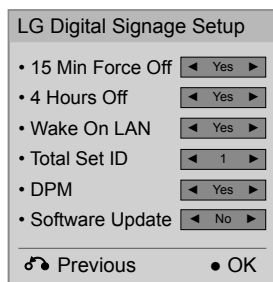 LG Digital Signage Setup
• 15 Min Force Off ◄ Yes ►
• 4 Hours Off ◄ Yes ►
• Wake On LAN ◄ Yes ►
• Total Set ID ◄ 1 ►
• DPM ◄ Yes ►
• Software Update ◄ No ►
Previous ● OK